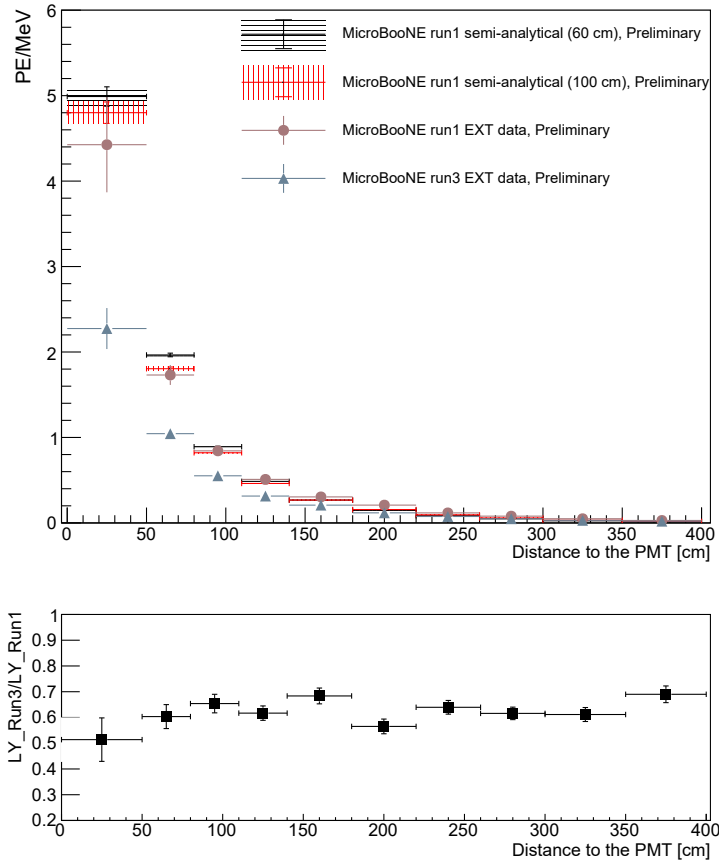 PE/MeV
MicroBooNE run1 semi-analytical (60 cm), Preliminary
MicroBooNE run1 semi-analytical (100 cm), Preliminary
MicroBooNE run1 EXT data, Preliminary
MicroBooNE run3 EXT data, Preliminary
6
5
4
3
2
1
0
0 50 100 150 200 250 300 350 400
Distance to the PMT [cm]
LY_Run3/LY_Run1
1
0.9
0.8
0.7
0.6
0.5
0.4
0.3
0.2
0 50 100 150 200 250 300 350 400
Distance to the PMT [cm]